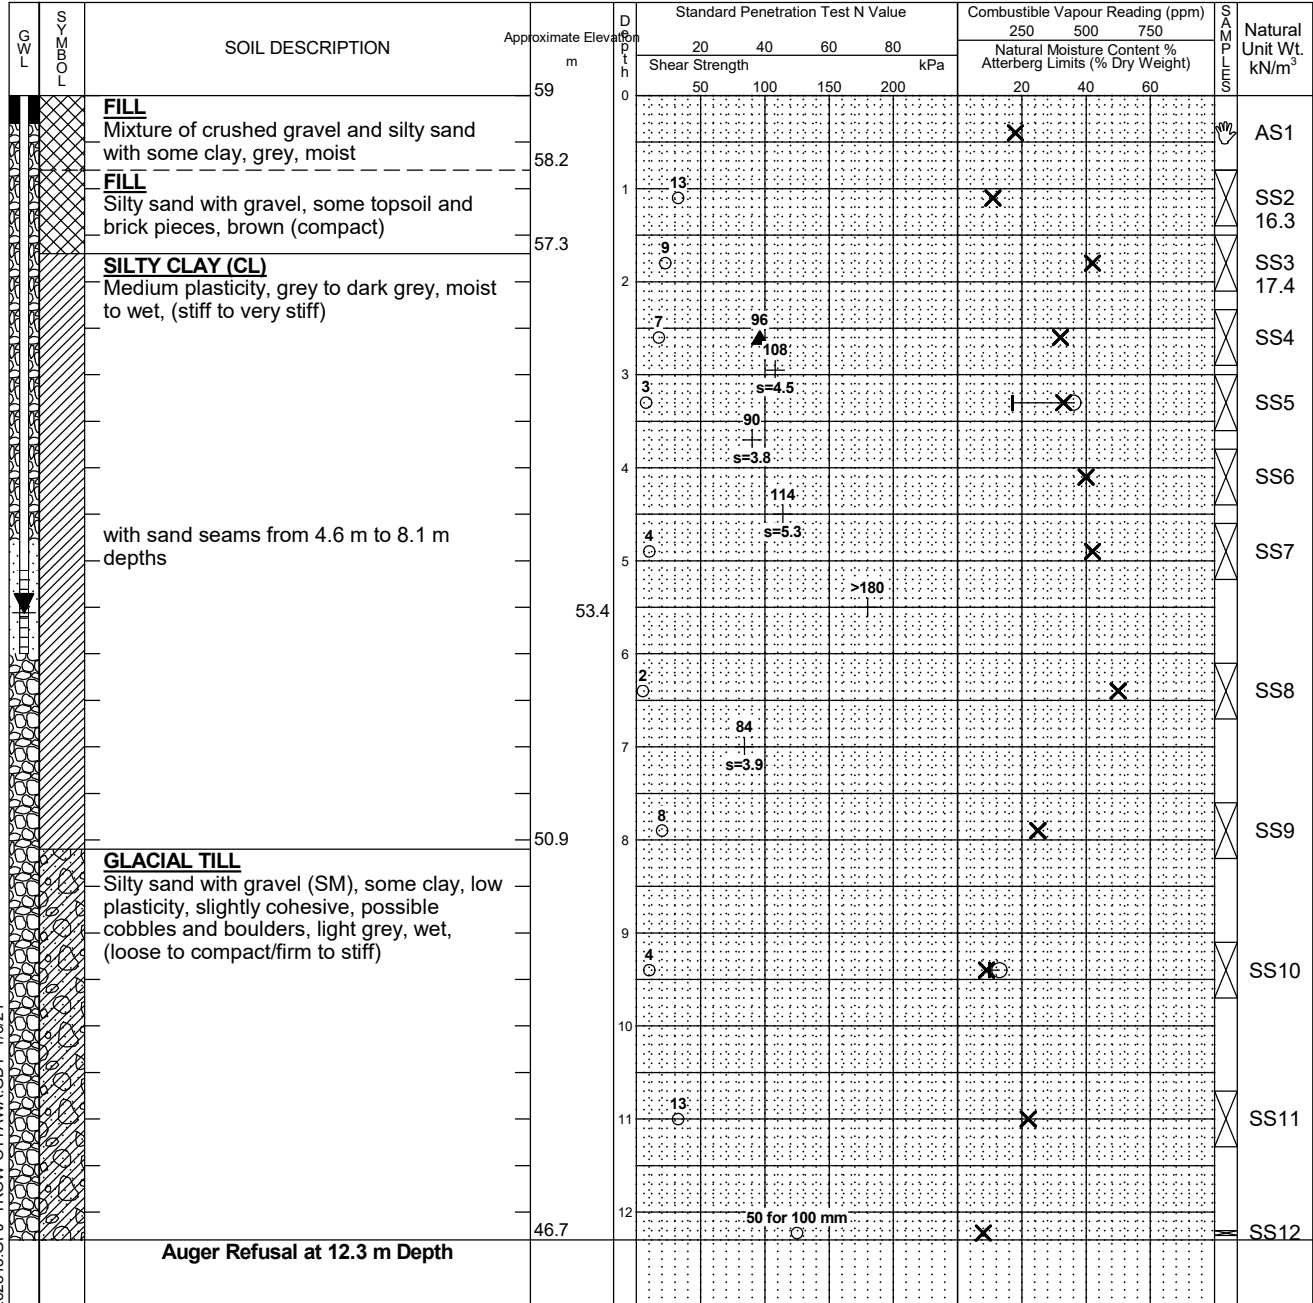 GWL
SYMBOL
SOIL DESCRIPTION
Approximate Elevation
m
Depth
Standard Penetration Test N Value
20 40 60 80
Shear Strength kPa
50 100 150 200
Combustible Vapour Reading (ppm)
250 500 750
Natural Moisture Content %
Atterberg Limits (% Dry Weight)
20 40 60
SAMPLES
Natural
Unit Wt.
kN/m³
59
0
FILL
Mixture of crushed gravel and silty sand
with some clay, grey, moist
AS1
58.2
FILL
Silty sand with gravel, some topsoil and
brick pieces, brown (compact)
1
13
SS2
16.3
57.3
SILTY CLAY (CL)
Medium plasticity, grey to dark grey, moist
to wet, (stiff to very stiff)
9
SS3
17.4
2
7
96
SS4
108
s=4.5
3
3
SS5
90
s=3.8
4
SS6
114
s=5.3
with sand seams from 4.6 m to 8.1 m
depths
4
SS7
5
>180
53.4
6
2
SS8
84
7
s=3.9
8
SS9
50.9
8
GLACIAL TILL
Silty sand with gravel (SM), some clay, low
plasticity, slightly cohesive, possible
cobbles and boulders, light grey, wet,
(loose to compact/firm to stiff)
9
4
SS10
10
13
11
SS11
12
50 for 100 mm
46.7
SS12
Auger Refusal at 12.3 m Depth